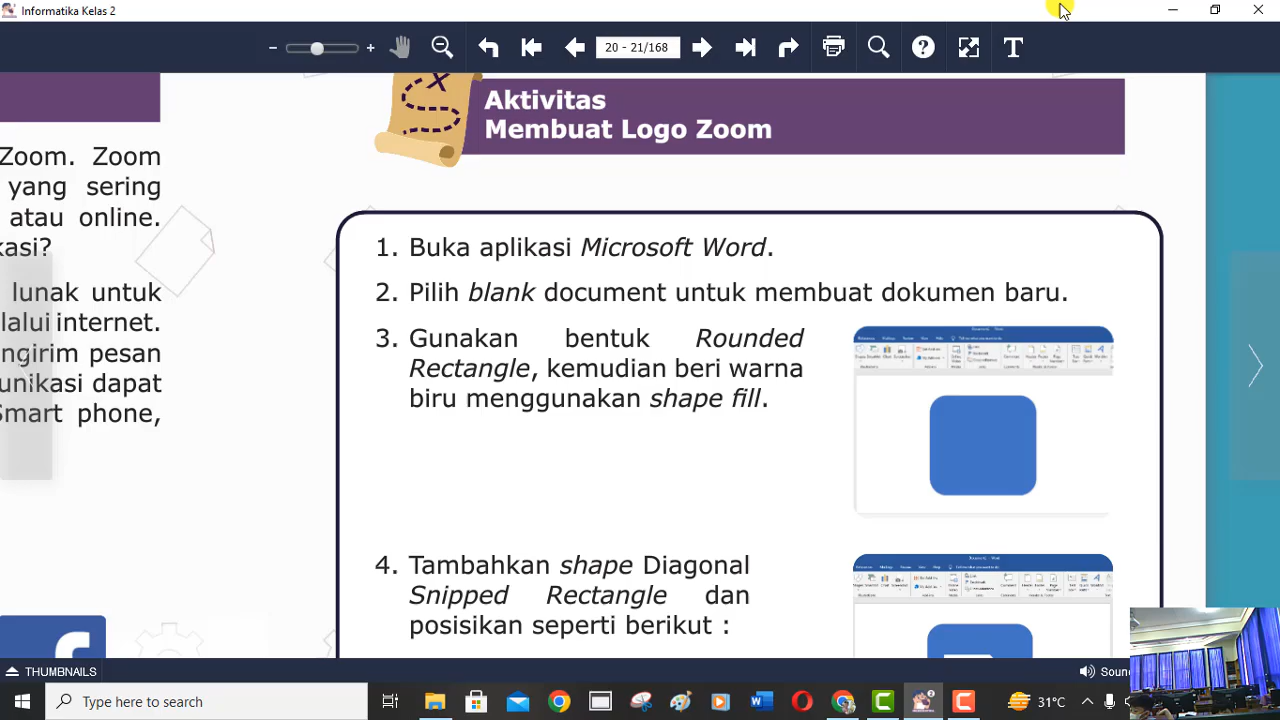 Informatika Kelas 2
20 - 21/168
Aktivitas
Membuat Logo Zoom
Zoom. Zoom
yang sering
atau online.
kasi?
lunak untuk
lalui internet.
ngirim pesan
unikasi dapat
Smart phone,
1. Buka aplikasi Microsoft Word.
2. Pilih blank document untuk membuat dokumen baru.
3. Gunakan bentuk Rounded
Rectangle, kemudian beri warna
biru menggunakan shape fill.
4. Tambahkan shape Diagonal
Snipped Rectangle dan
posisikan seperti berikut :
THUMBNAILS
Soun
Type here to search
31°C